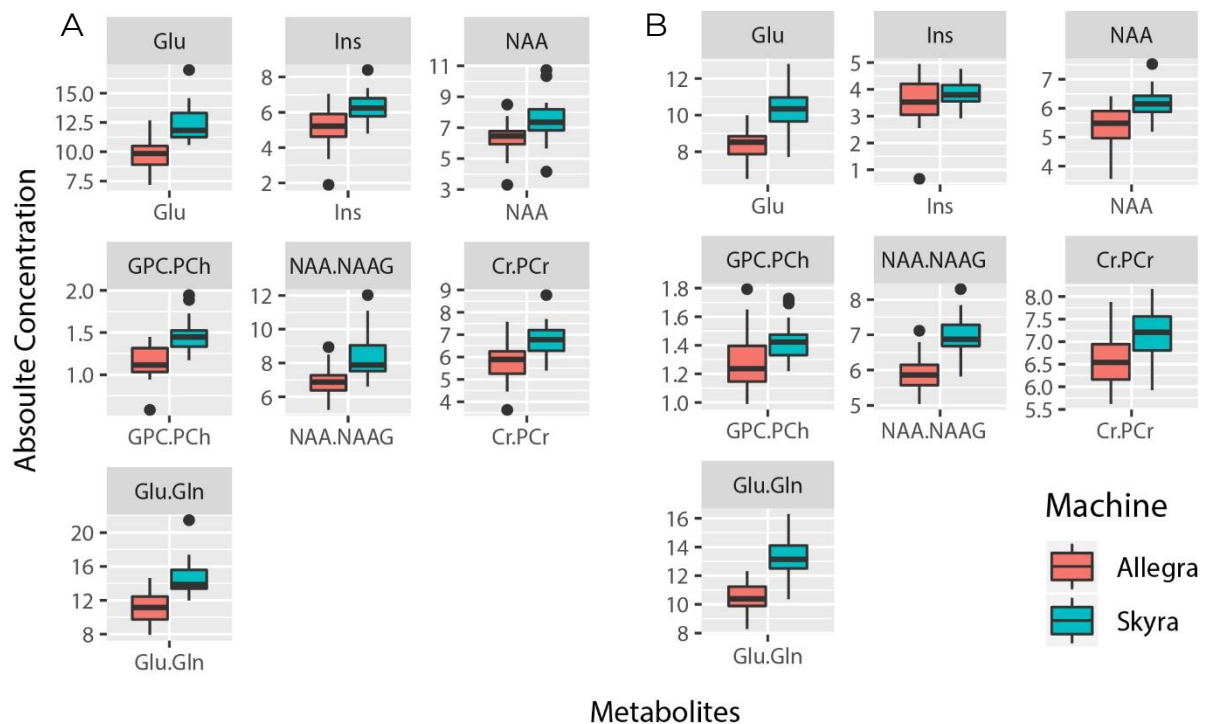 A
B
Glu
Ins
NAA
Glu
Ins
NAA
15.0
12.5
10.0
7.5
8
6
4
2
11
9
7
5
3
12
10
8
5
4
3
2
1
7
6
5
4
Glu
Ins
NAA
Glu
Ins
NAA
GPC.PCh
NAA.NAAG
Cr.PCr
GPC.PCh
NAA.NAAG
Cr.PCr
2.0
1.5
1.0
12
10
8
6
9
8
7
6
5
4
1.8
1.6
1.4
1.2
1.0
8
7
6
5
8.0
7.5
7.0
6.5
6.0
5.5
GPC.PCh
NAA.NAAG
Cr.PCr
GPC.PCh
NAA.NAAG
Cr.PCr
Glu.Gln
Glu.Gln
20
16
12
8
16
14
12
10
8
Glu.Gln
Glu.Gln
Absoulte Concentration
Metabolites
Machine
Allegra
Skyra